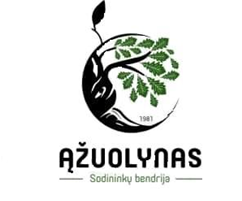 1981
ĄŽUOLYNAS
Sodininkų bendrija